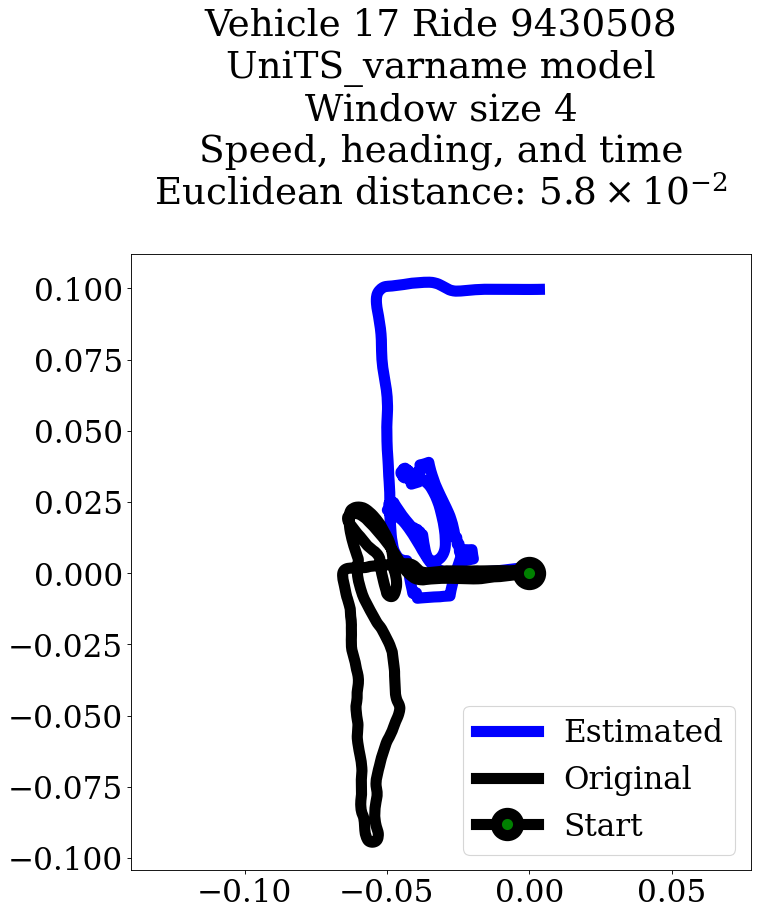 Vehicle 17 Ride 9430508
UniTS_varname model
Window size 4
Speed, heading, and time
Euclidean distance: 5.8 × 10⁻²
0.100
0.075
0.050
0.025
0.000
−0.025
−0.050
−0.075
−0.100
Estimated
Original
Start
−0.10 −0.05 0.00 0.05